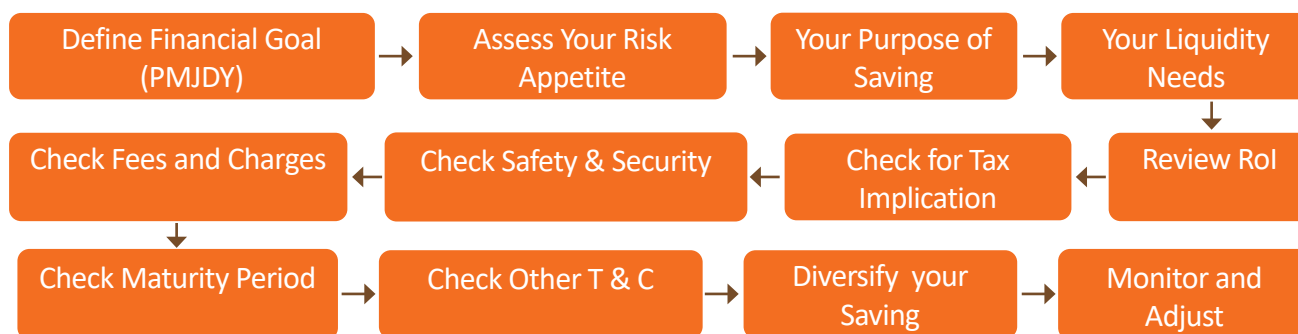 Define Financial Goal
(PMJDY)
Assess Your Risk
Appetite
Your Purpose of
Saving
Your Liquidity
Needs
Review RoI
Check for Tax
Implication
Check Safety & Security
Check Fees and Charges
Check Maturity Period
Check Other T & C
Diversify your
Saving
Monitor and
Adjust